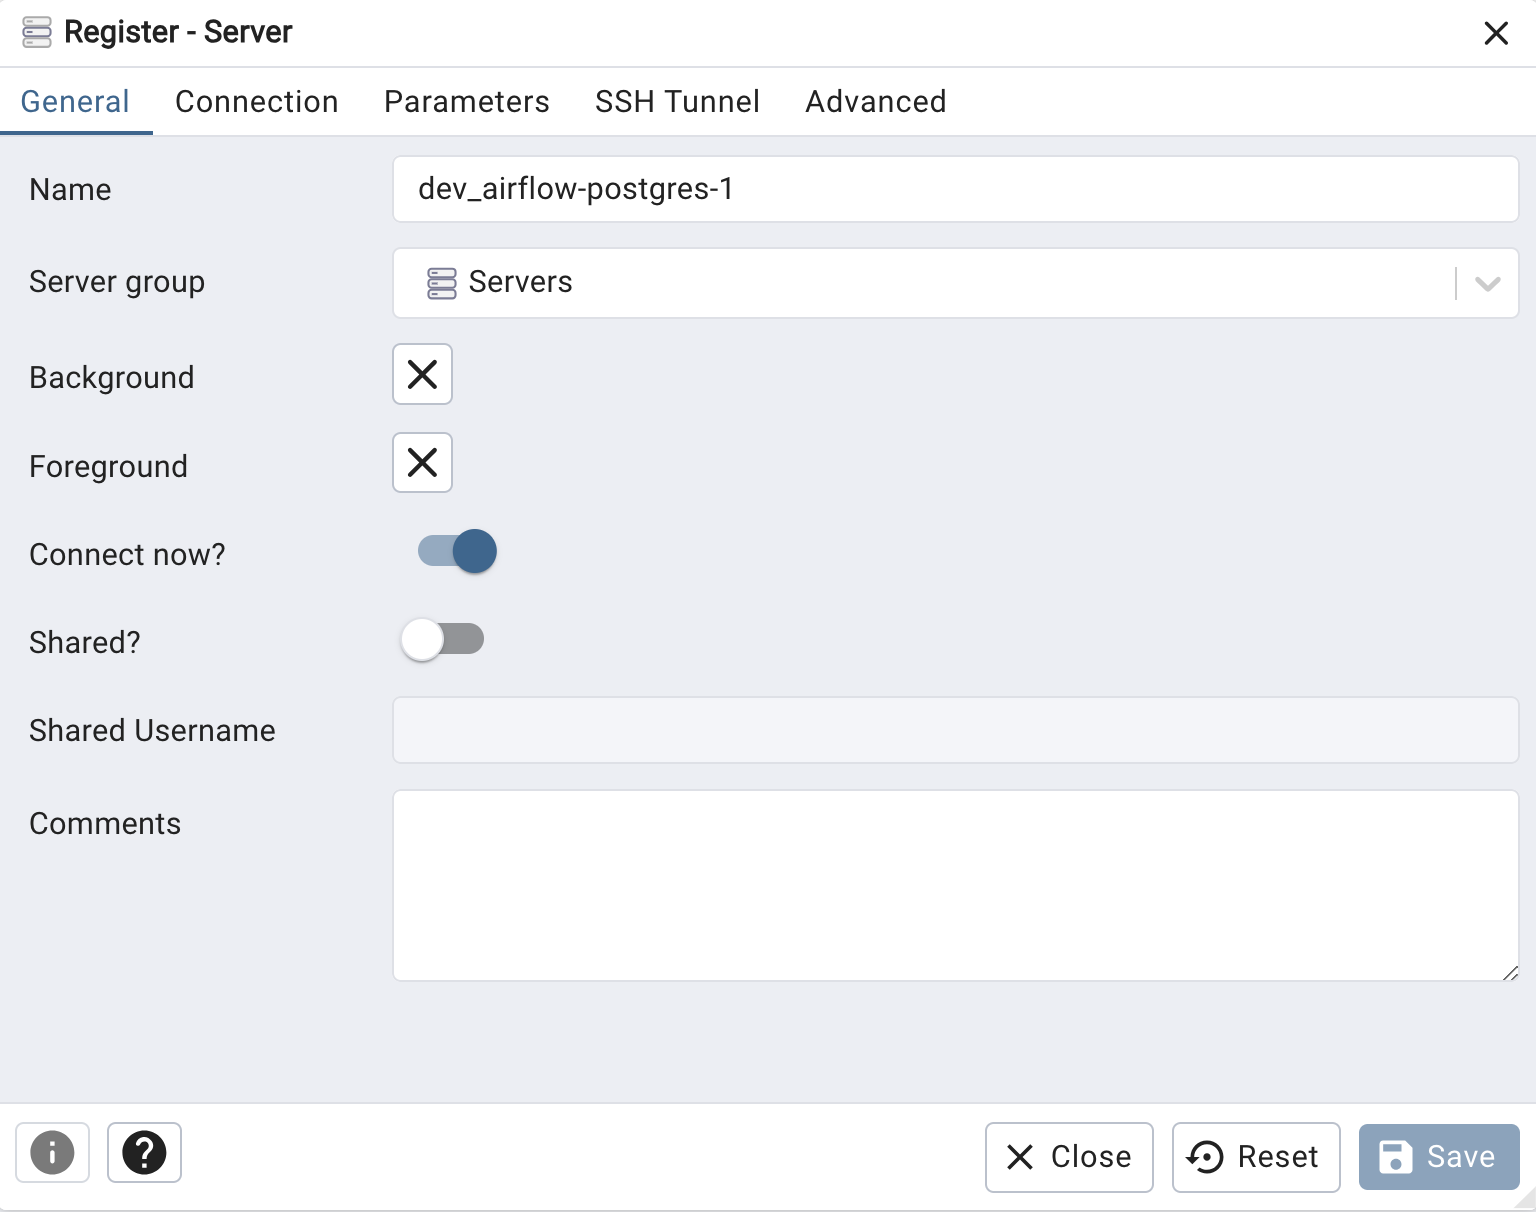 Register - Server
General Connection Parameters SSH Tunnel Advanced
Name dev_airflow-postgres-1
Server group Servers
Background
Foreground
Connect now?
Shared?
Shared Username
Comments
Close Reset Save